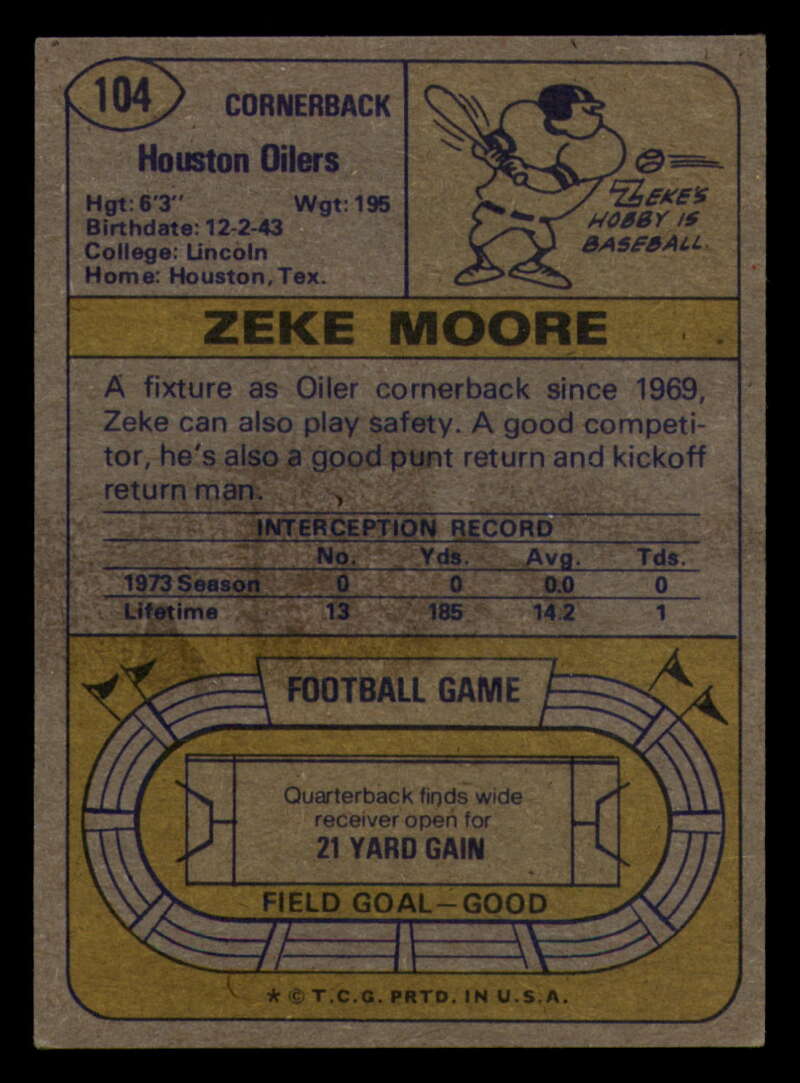 104
CORNERBACK
Houston Oilers
Hgt: 6'3" Wgt: 195
Birthdate: 12-2-43
College: Lincoln
Home: Houston, Tex.
ZEKE'S
HOBBY IS
BASEBALL.
ZEKE MOORE
A fixture as Oiler cornerback since 1969,
Zeke can also play safety. A good competi-
tor, he's also a good punt return and kickoff
return man.
INTERCEPTION RECORD
No. Yds. Avg. Tds.
1973 Season 0 0 0.0 0
Lifetime 13 185 14.2 1
FOOTBALL GAME
Quarterback finds wide
receiver open for
21 YARD GAIN
FIELD GOAL—GOOD
* © T.C.G. PRTD. IN U.S.A.